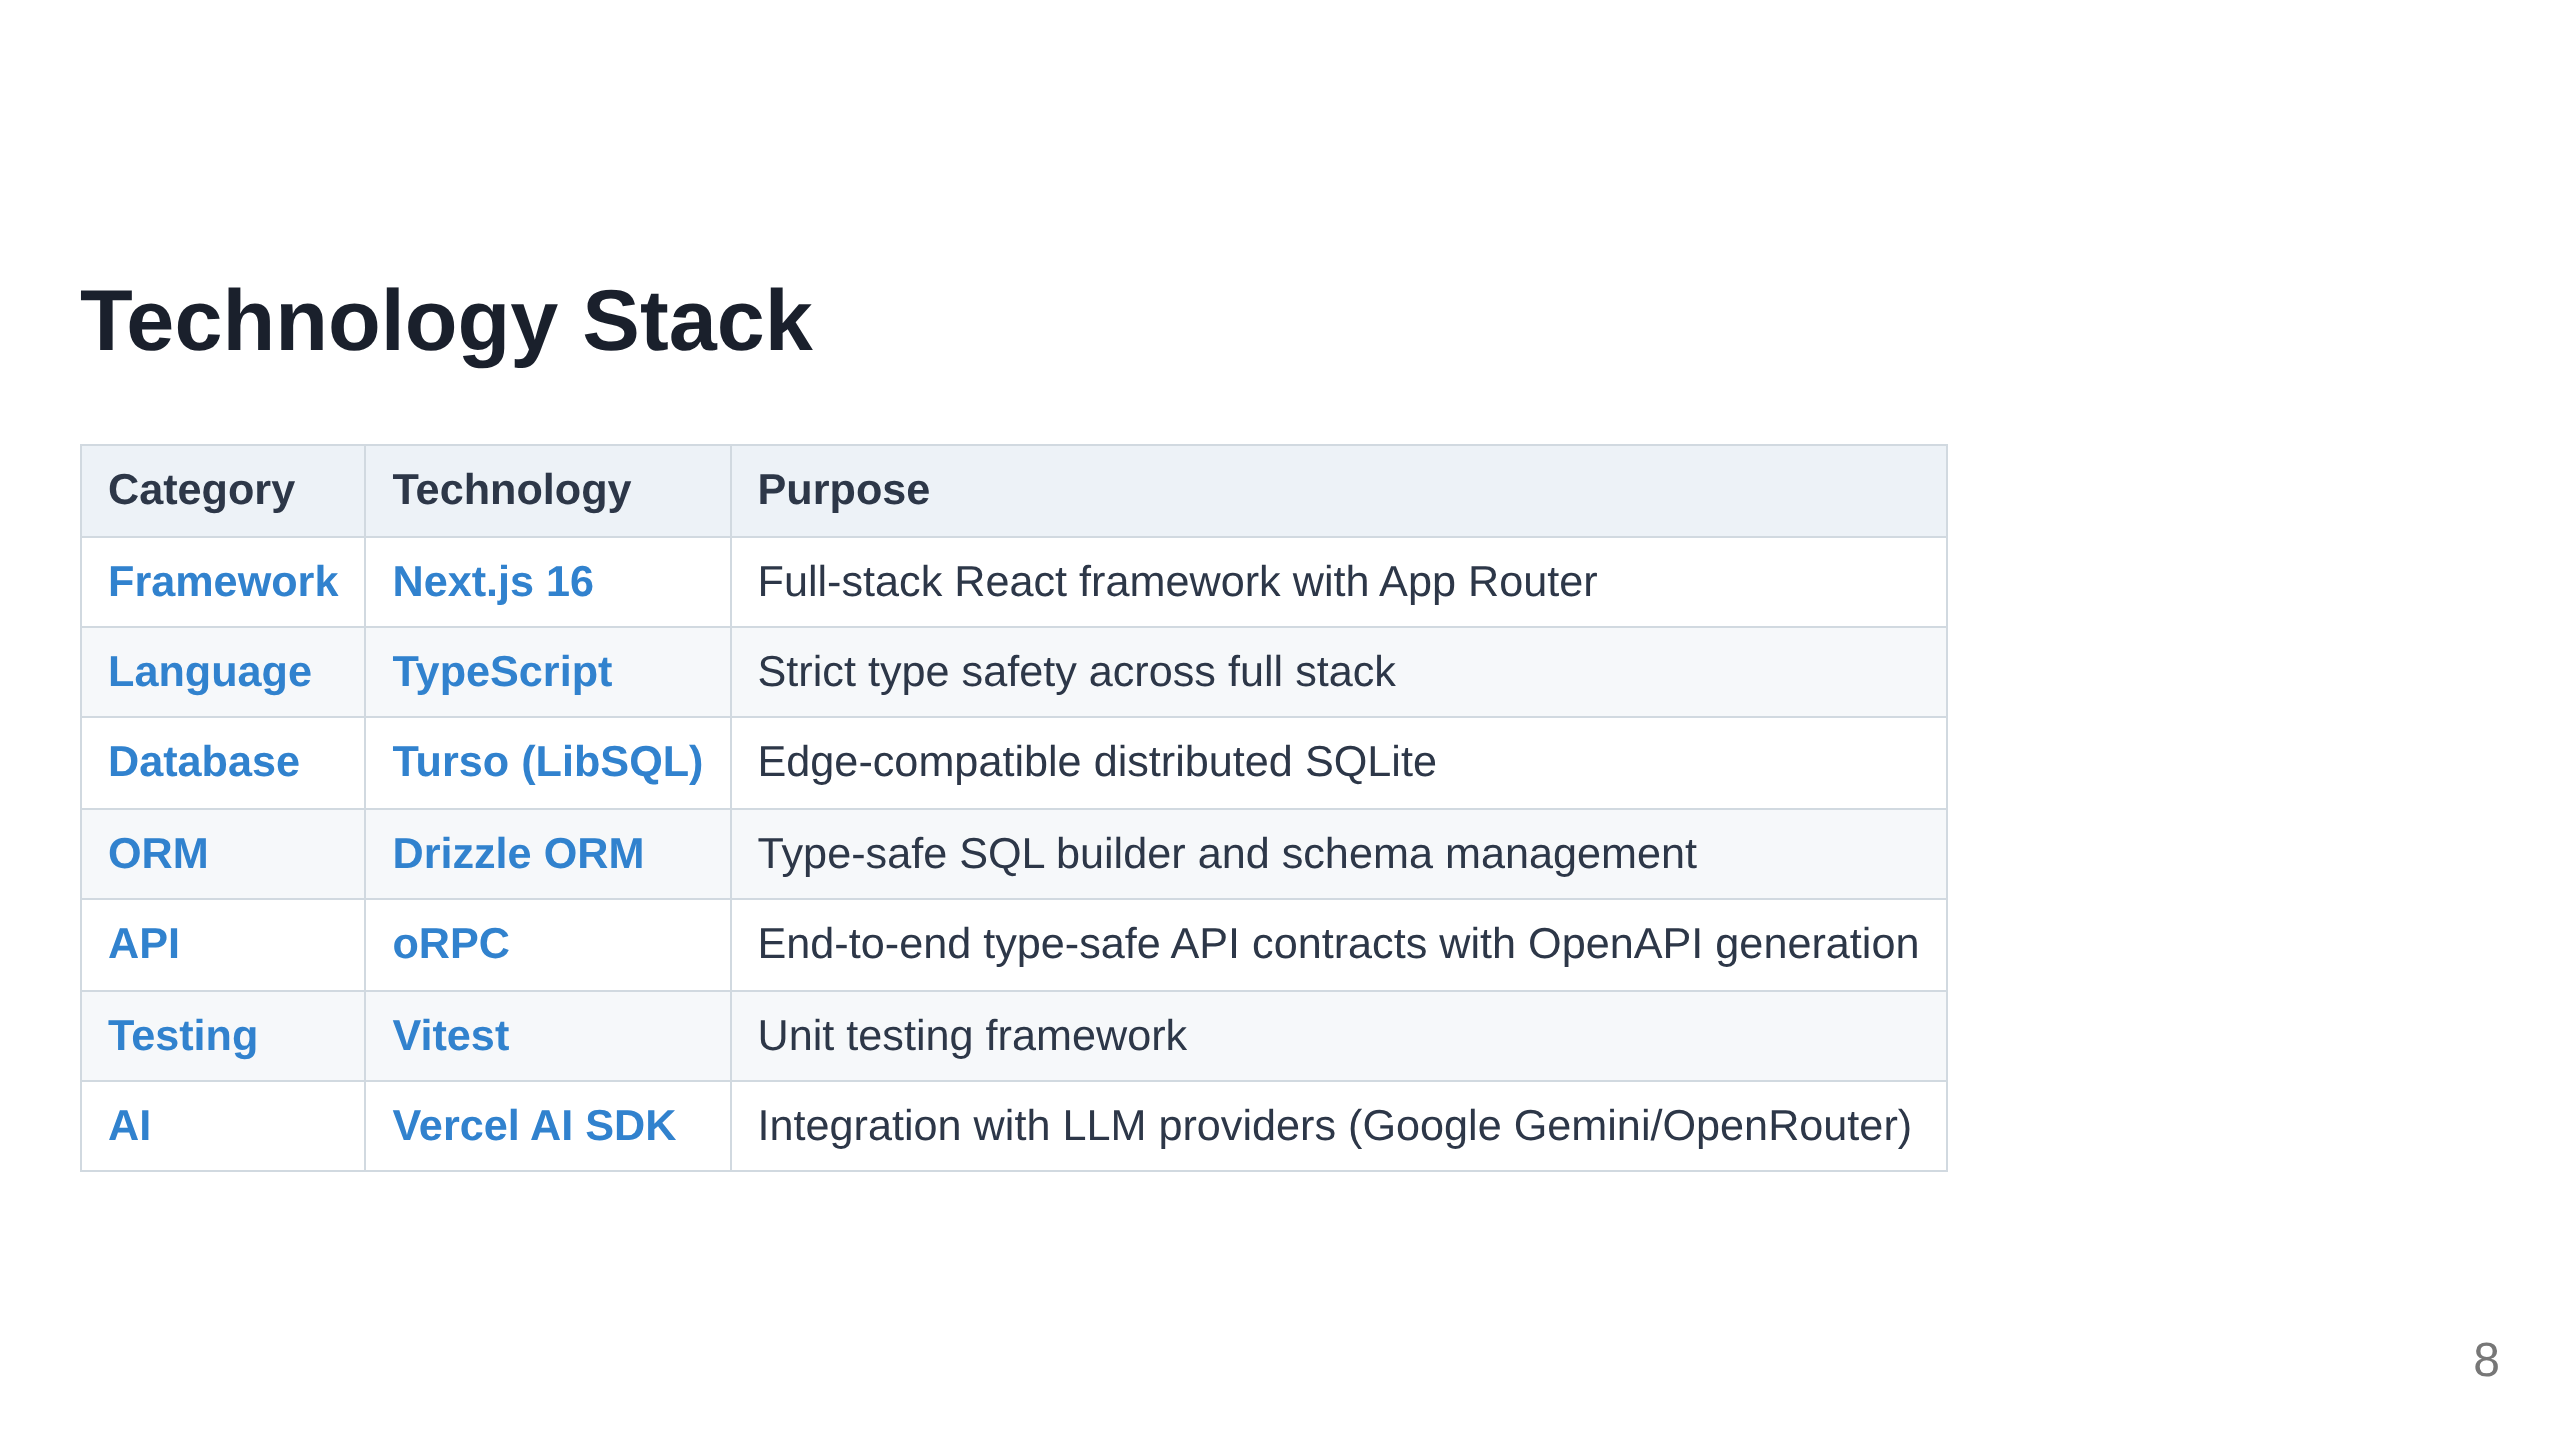 Technology Stack
Category Technology Purpose
Framework Next.js 16 Full-stack React framework with App Router
Language TypeScript Strict type safety across full stack
Database Turso (LibSQL) Edge-compatible distributed SQLite
ORM Drizzle ORM Type-safe SQL builder and schema management
API oRPC End-to-end type-safe API contracts with OpenAPI generation
Testing Vitest Unit testing framework
AI Vercel AI SDK Integration with LLM providers (Google Gemini/OpenRouter)
8